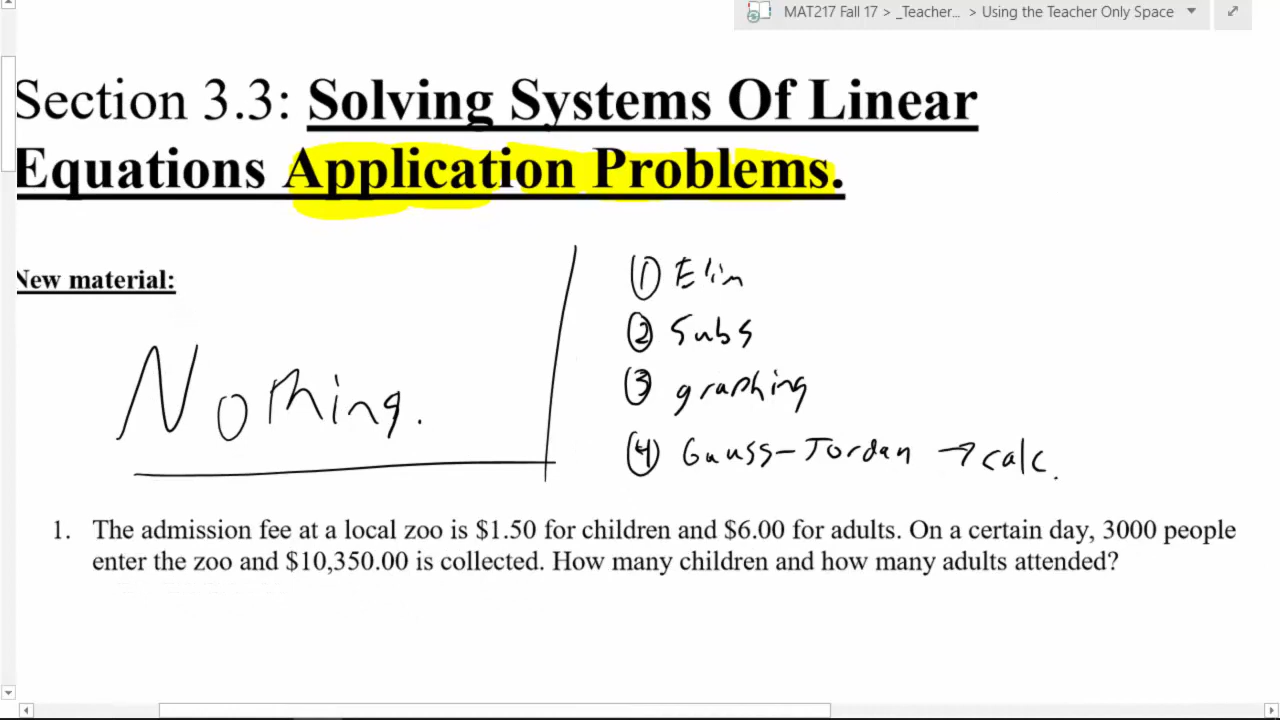 MAT217 Fall 17 > _Teacher... > Using the Teacher Only Space
Section 3.3: Solving Systems Of Linear
Equations Application Problems.
New material:
Nothing.
① Elim
② Subs
③ graphing
④ Gauss-Jordan → calc.
1. The admission fee at a local zoo is $1.50 for children and $6.00 for adults. On a certain day, 3000 people
enter the zoo and $10,350.00 is collected. How many children and how many adults attended?